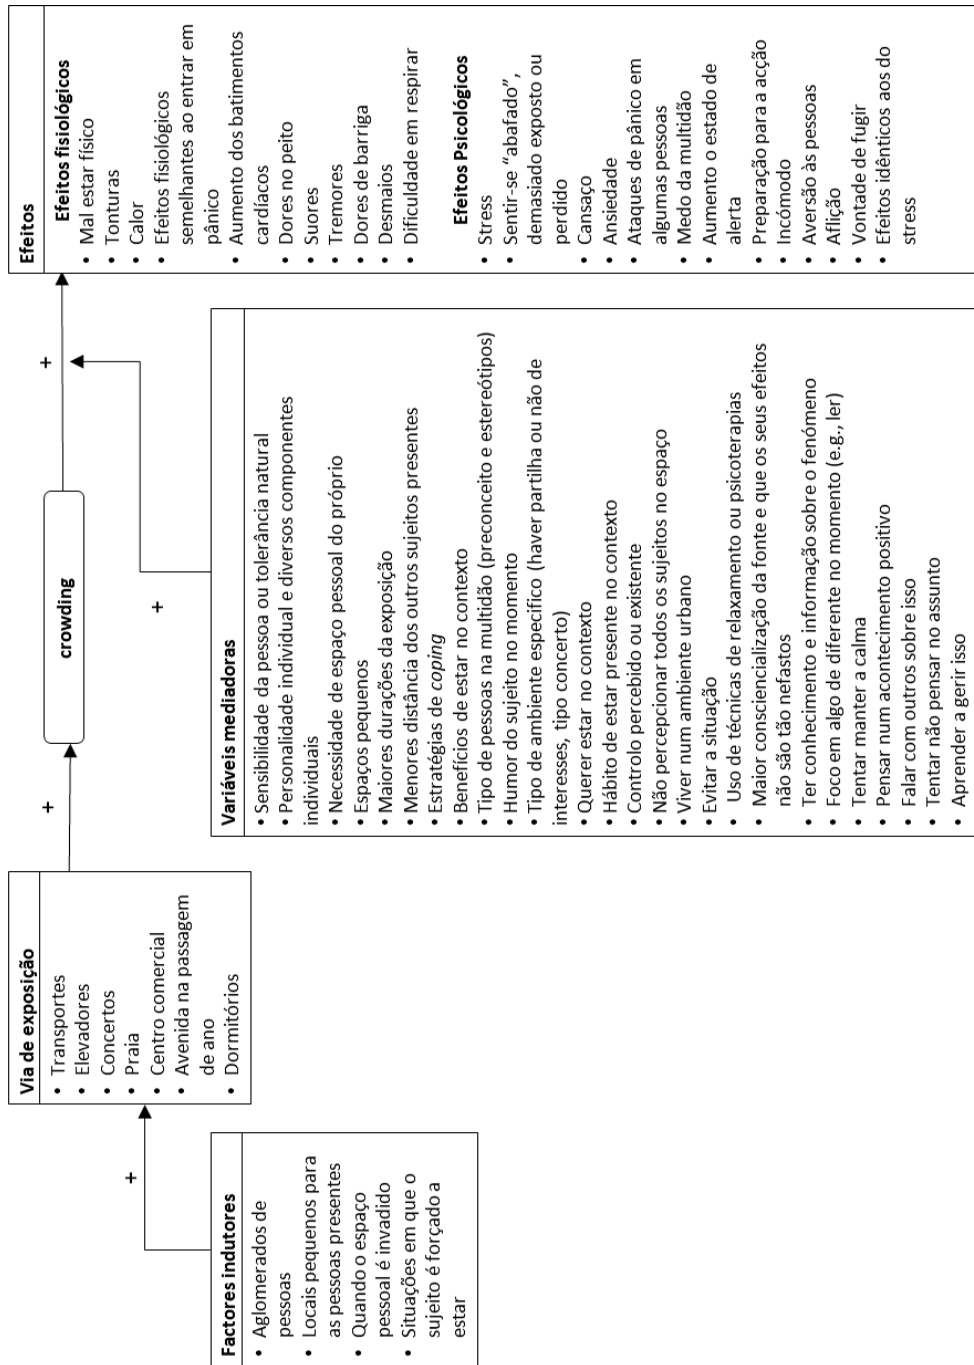 Factores indutores
• Aglomerados de
pessoas
• Locais pequenos para
as pessoas presentes
• Quando o espaço
pessoal é invadido
• Situações em que o
sujeito é forçado a
estar
+
Via de exposição
• Transportes
• Elevadores
• Concertos
• Praia
• Centro comercial
• Avenida na passagem
de ano
• Dormitórios
+
crowding
+
Variáveis mediadoras
• Sensibilidade da pessoa ou tolerância natural
• Personalidade individual e diversos componentes
individuais
• Necessidade de espaço pessoal do próprio
• Espaços pequenos
• Maiores durações da exposição
• Menores distância dos outros sujeitos presentes
• Estratégias de coping
• Benefícios de estar no contexto
• Tipo de pessoas na multidão (preconceito e estereótipos)
• Humor do sujeito no momento
• Tipo de ambiente especifico (haver partilha ou não de
interesses, tipo concerto)
• Querer estar no contexto
• Hábito de estar presente no contexto
• Controlo percebido ou existente
• Não percepcionar todos os sujeitos no espaço
• Viver num ambiente urbano
• Evitar a situação
• Uso de técnicas de relaxamento ou psicoterapias
• Maior consciencialização da fonte e que os seus efeitos
não são tão nefastos
• Ter conhecimento e informação sobre o fenómeno
• Foco em algo de diferente no momento (e.g., ler)
• Tentar manter a calma
• Pensar num acontecimento positivo
• Falar com outros sobre isso
• Tentar não pensar no assunto
• Aprender a gerir isso
+
Efeitos
Efeitos fisiológicos
• Mal estar físico
• Tonturas
• Calor
• Efeitos fisiológicos
semelhantes ao entrar em
pânico
• Aumento dos batimentos
cardíacos
• Dores no peito
• Suores
• Tremores
• Dores de barriga
• Desmaios
• Dificuldade em respirar
Efeitos Psicológicos
• Stress
• Sentir-se “abafado”,
demasiado exposto ou
perdido
• Cansaço
• Ansiedade
• Ataques de pânico em
algumas pessoas
• Medo da multidão
• Aumento o estado de
alerta
• Preparação para a acção
• Incómodo
• Aversão às pessoas
• Aflição
• Vontade de fugir
• Efeitos idênticos aos do
stress